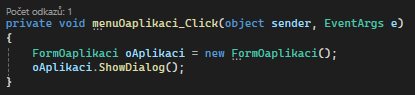 Počet odkazů: 1
private void menuOaplikaci_Click(object sender, EventArgs e)
{
FormOaplikaci oAplikaci = new FormOaplikaci();
oAplikaci.ShowDialog();
}